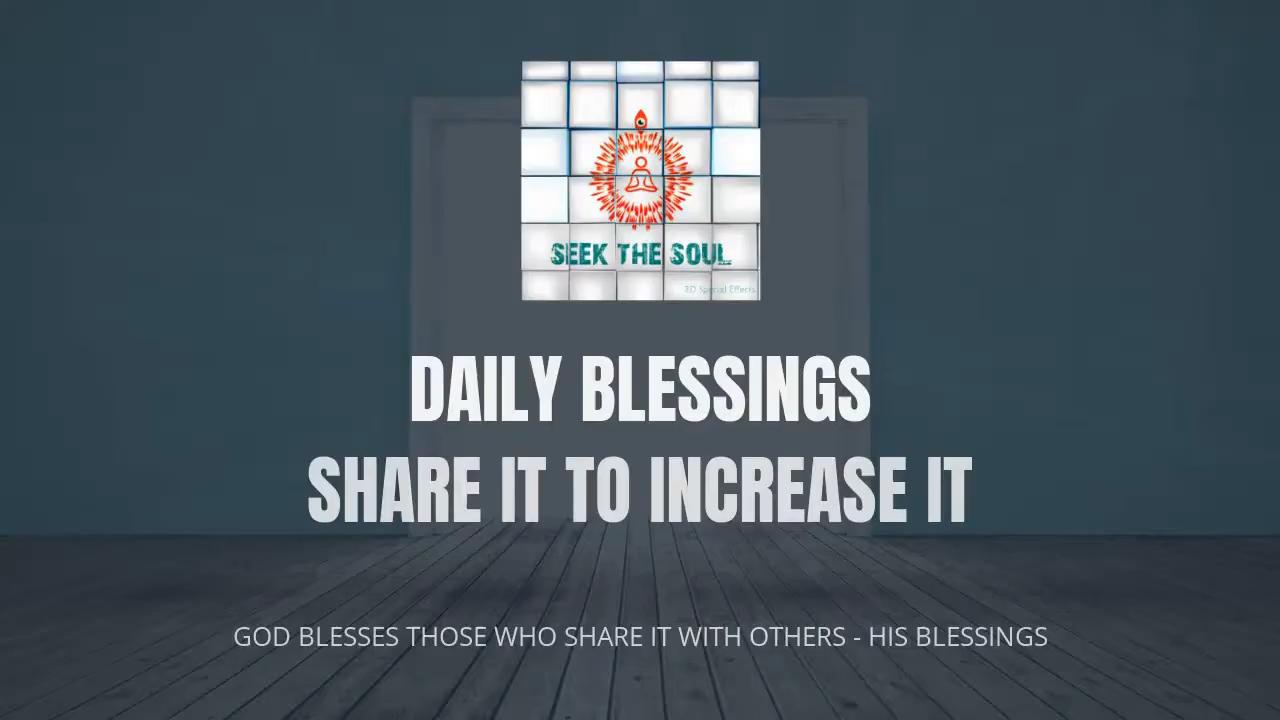 SEEK THE SOUL
3D Special Effects
DAILY BLESSINGS
SHARE IT TO INCREASE IT
GOD BLESSES THOSE WHO SHARE IT WITH OTHERS - HIS BLESSINGS